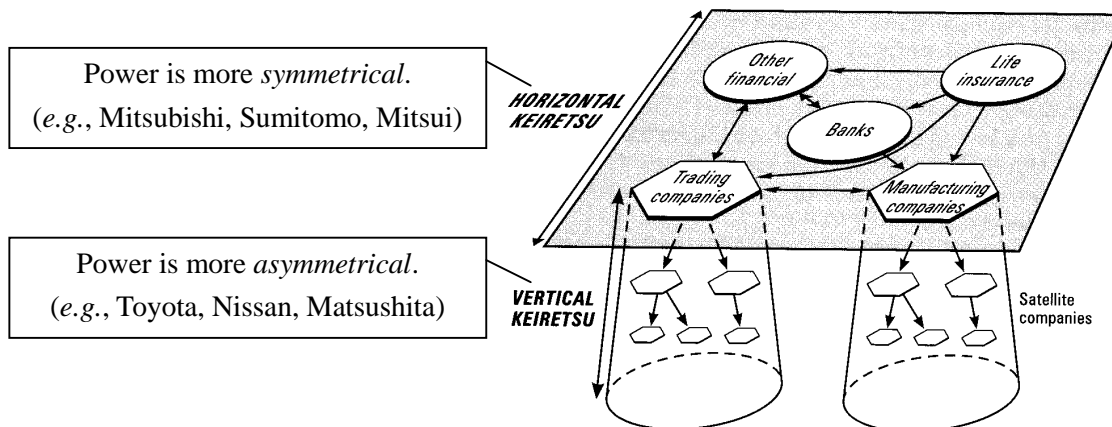 Power is more symmetrical.
(e.g., Mitsubishi, Sumitomo, Mitsui)
HORIZONTAL
KEIRETSU
Other
financial
Life
insurance
Banks
Trading
companies
Manufacturing
companies
Power is more asymmetrical.
(e.g., Toyota, Nissan, Matsushita)
VERTICAL
KEIRETSU
Satellite
companies